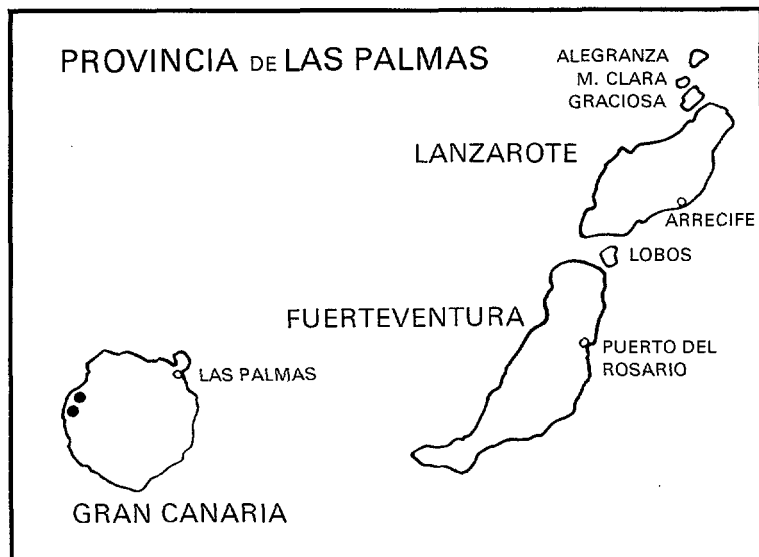 PROVINCIA DE LAS PALMAS
ALEGRANZA
M. CLARA
GRACIOSA
LANZAROTE
ARRECIFE
LOBOS
FUERTEVENTURA
PUERTO DEL
ROSARIO
LAS PALMAS
GRAN CANARIA